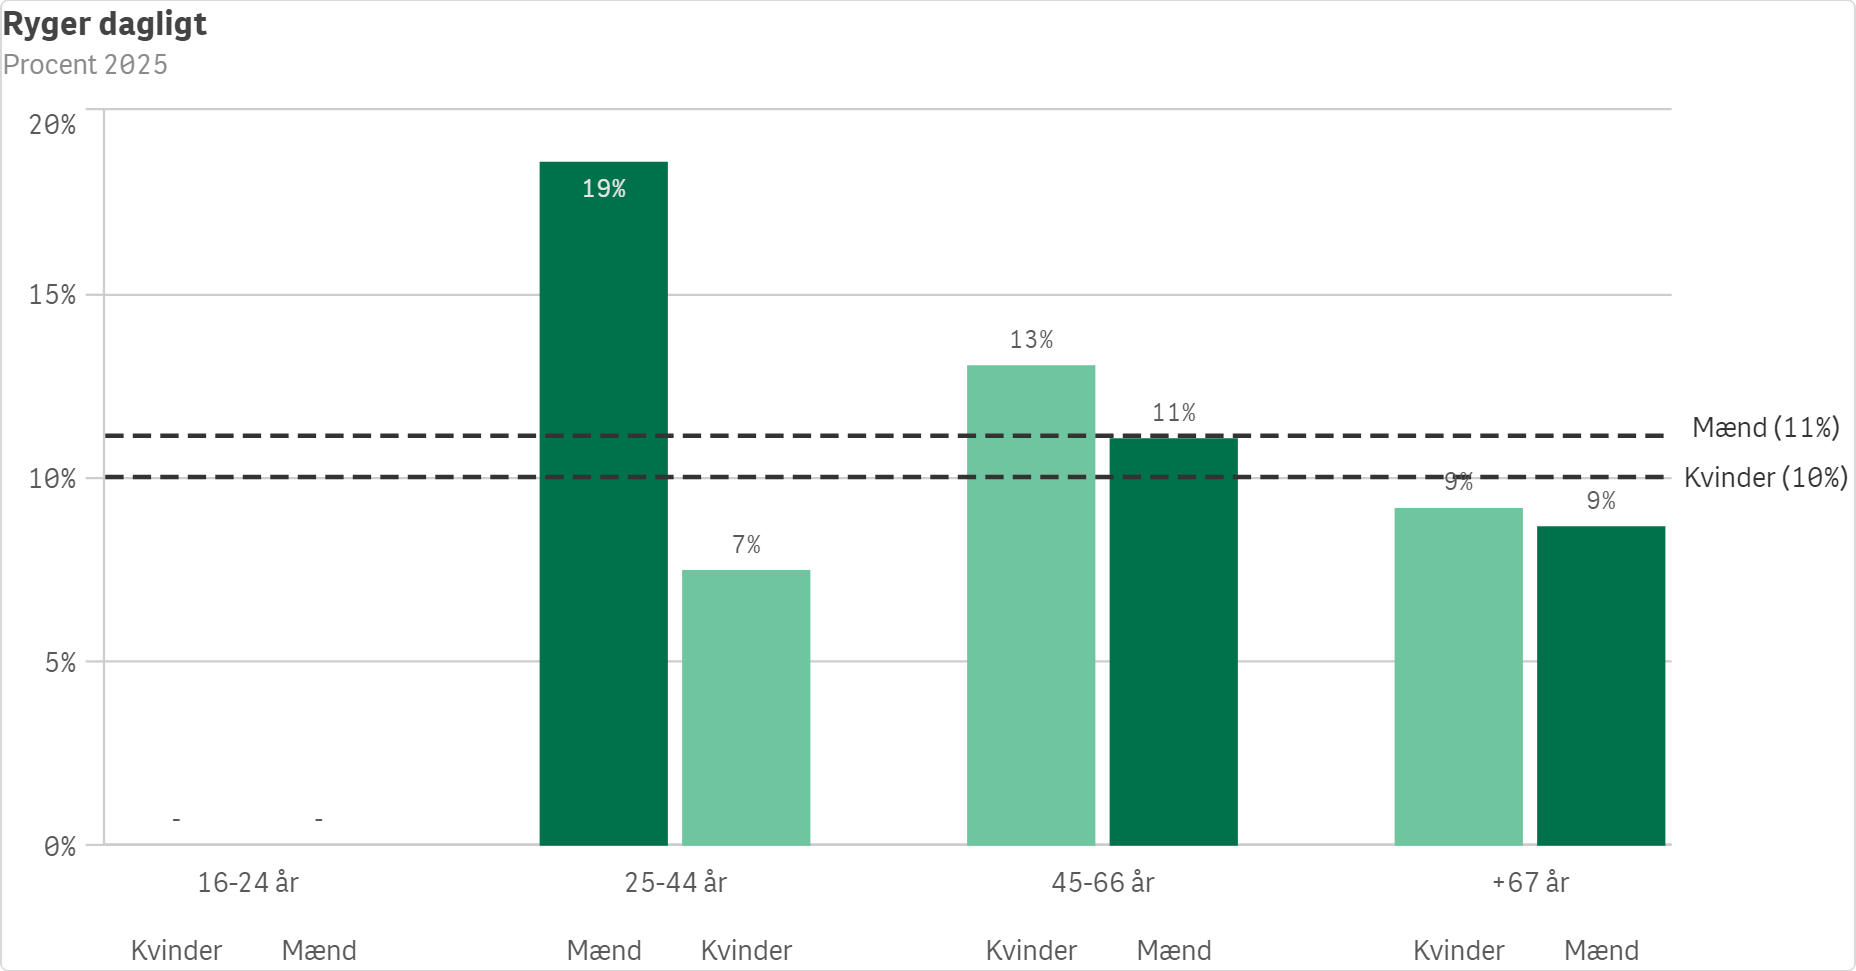 Ryger dagligt
Procent 2025
20%
15%
10%
5%
0%
-
-
19%
7%
13%
11%
9%
9%
Mænd (11%)
Kvinder (10%)
16-24 år
25-44 år
45-66 år
+67 år
Kvinder
Mænd
Mænd
Kvinder
Kvinder
Mænd
Kvinder
Mænd